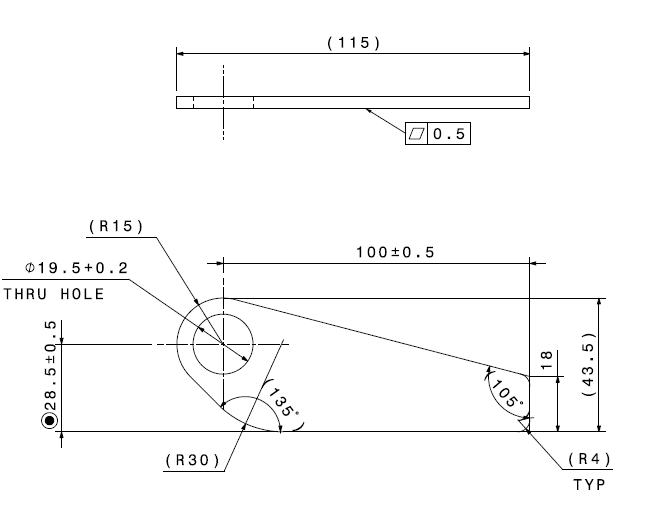 (115)
0.5
(R15)
100±0.5
Φ19.5+0.2
THRU HOLE
28.5±0.5
18
(43.5)
(135°)
(105°)
(R30)
(R4)
TYP